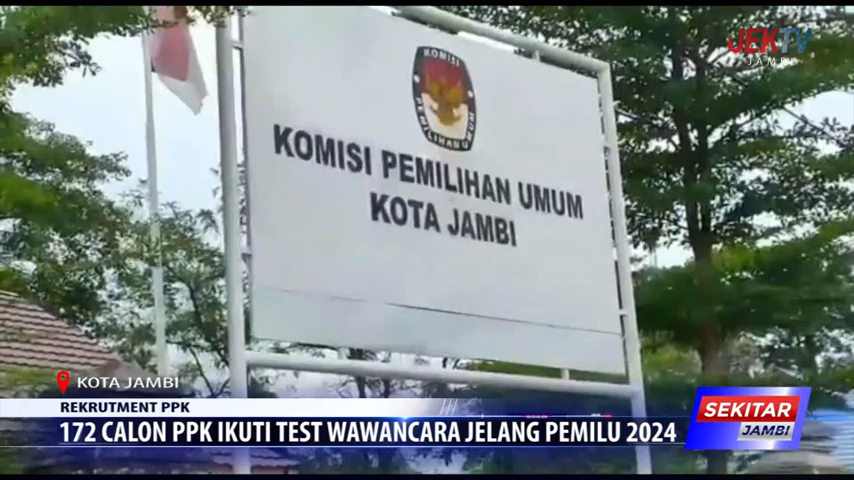 JEKTV
JAMBI
KOMISI
PEMILIHAN UMUM
KOMISI PEMILIHAN UMUM
KOTA JAMBI
KOTA JAMBI
REKRUTMENT PPK
172 CALON PPK IKUTI TEST WAWANCARA JELANG PEMILU 2024
SEKITAR
JAMBI